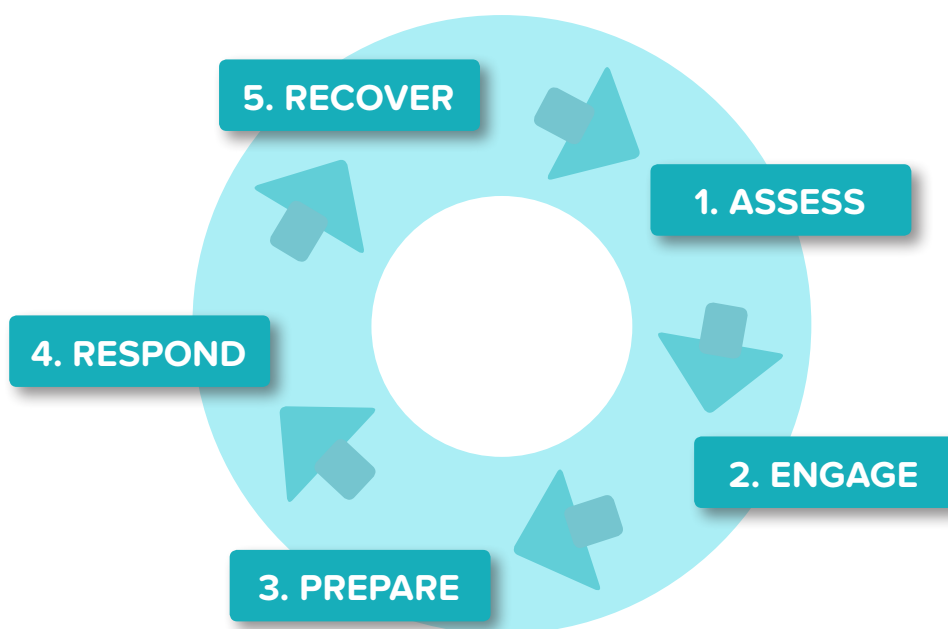 1. ASSESS
2. ENGAGE
3. PREPARE
4. RESPOND
5. RECOVER